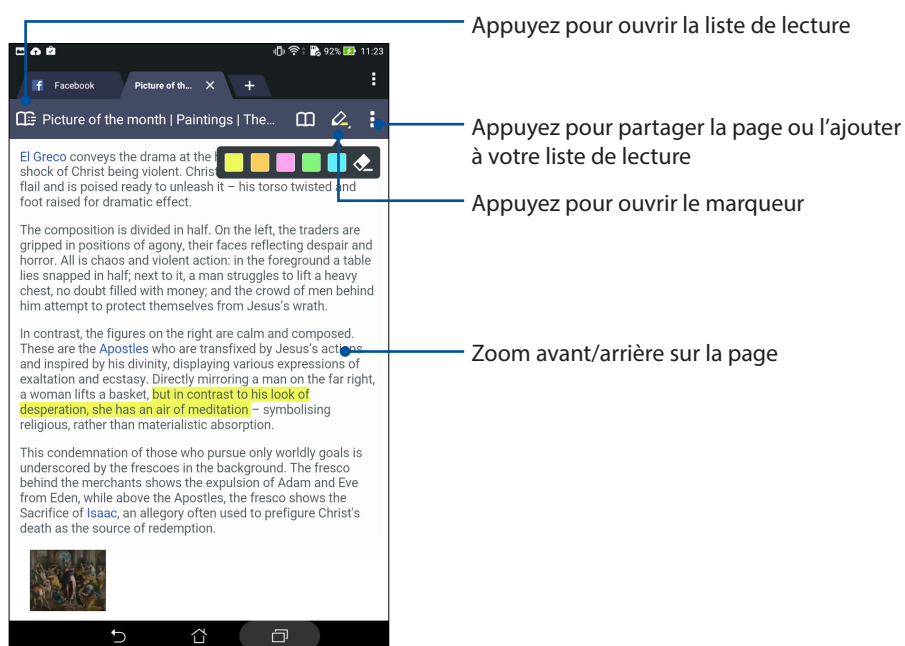 Appuyez pour ouvrir la liste de lecture
92% 11:23
Facebook
Picture of th...
Picture of the month | Paintings | The...
Appuyez pour partager la page ou l'ajouter
à votre liste de lecture
Appuyez pour ouvrir le marqueur
El Greco conveys the drama at the
shock of Christ being violent. Christ
flail and is poised ready to unleash it – his torso twisted and
foot raised for dramatic effect.
The composition is divided in half. On the left, the traders are
gripped in positions of agony, their faces reflecting despair and
horror. All is chaos and violent action: in the foreground a table
lies snapped in half; next to it, a man struggles to lift a heavy
chest, no doubt filled with money; and the crowd of men behind
him attempt to protect themselves from Jesus's wrath.
In contrast, the figures on the right are calm and composed.
These are the Apostles who are transfixed by Jesus's actions
and inspired by his divinity, displaying various expressions of
exaltation and ecstasy. Directly mirroring a man on the far right,
a woman lifts a basket, but in contrast to his look of
desperation, she has an air of meditation – symbolising
religious, rather than materialistic absorption.
Zoom avant/arrière sur la page
This condemnation of those who pursue only worldly goals is
underscored by the frescoes in the background. The fresco
behind the merchants shows the expulsion of Adam and Eve
from Eden, while above the Apostles, the fresco shows the
Sacrifice of Isaac, an allegory often used to prefigure Christ's
death as the source of redemption.